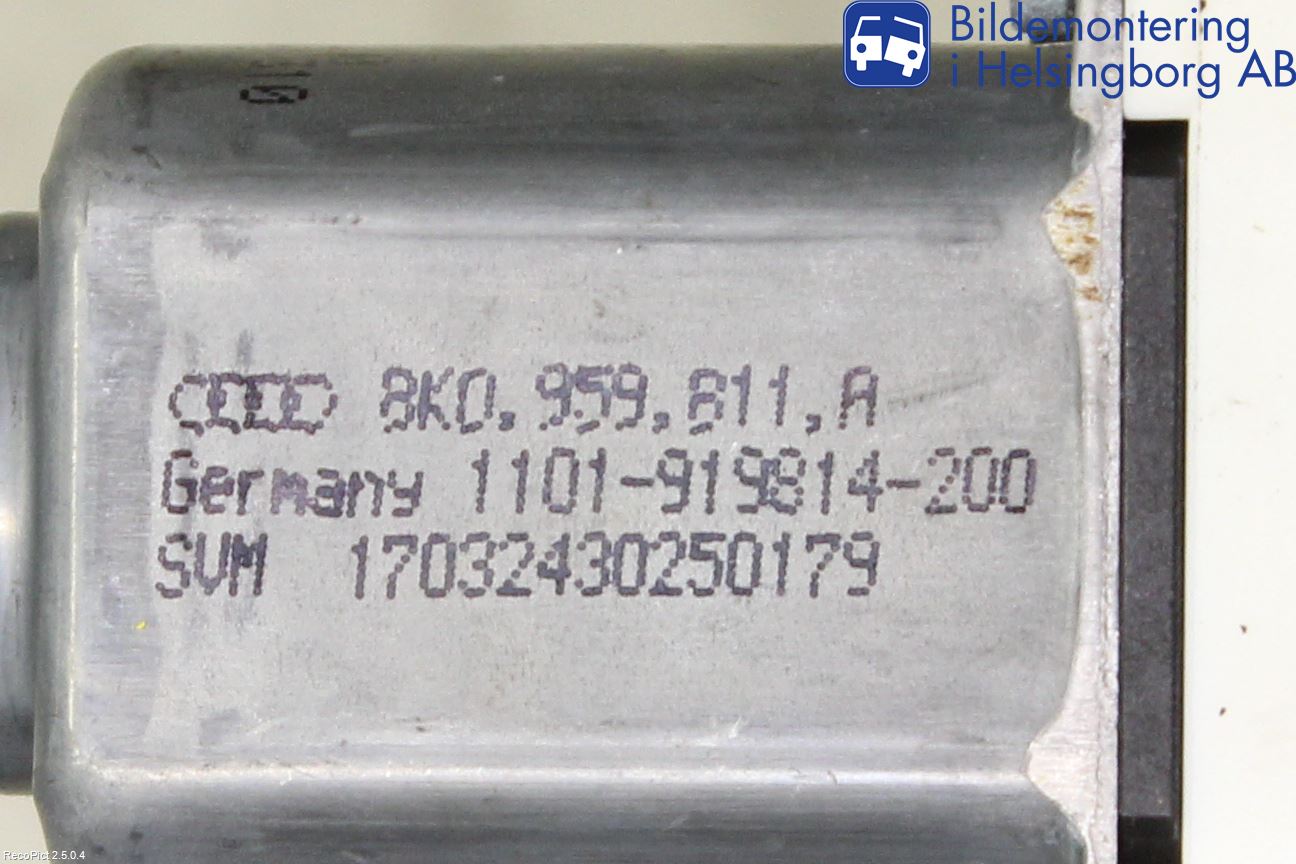 Bildemontering
i Helsingborg AB
8K0.959.811.A
Germany 1101-919814-200
SVM 17032430250179
RecoPict 2.5.0.4